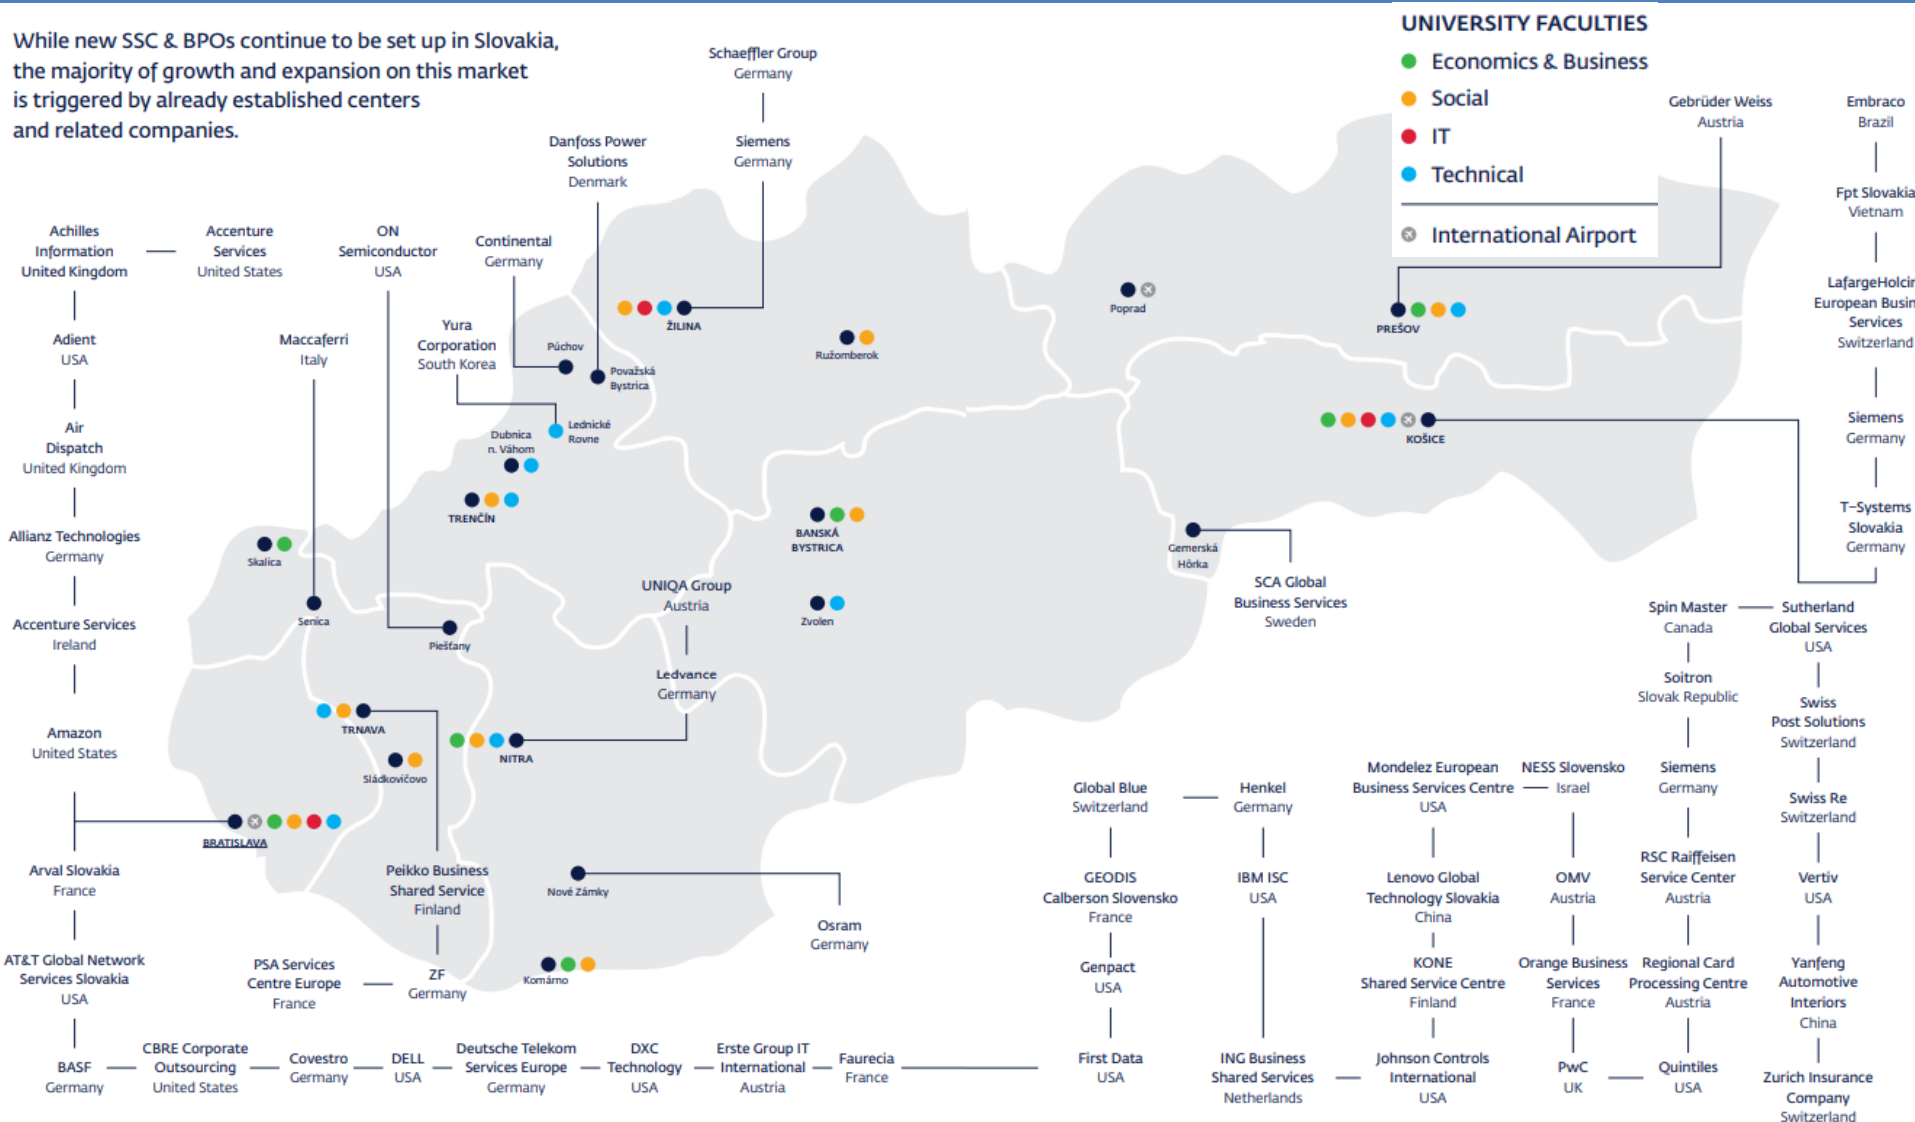 While new SSC & BPOs continue to be set up in Slovakia,
the majority of growth and expansion on this market
is triggered by already established centers
and related companies.
UNIVERSITY FACULTIES
Economics & Business
Social
IT
Technical
International Airport
Schaeffler Group
Germany
Siemens
Germany
Danfoss Power
Solutions
Denmark
Continental
Germany
ON
Semiconductor
USA
Yura
Corporation
South Korea
Maccaferri
Italy
Achilles
Information
United Kingdom
Accenture
Services
United States
Adient
USA
Air
Dispatch
United Kingdom
Allianz Technologies
Germany
Accenture Services
Ireland
Amazon
United States
Arval Slovakia
France
AT&T Global Network
Services Slovakia
USA
BASF
Germany
CBRE Corporate
Outsourcing
United States
Covestro
Germany
DELL
USA
Deutsche Telekom
Services Europe
Germany
DXC
Technology
USA
Erste Group IT
International
Austria
Faurecia
France
First Data
USA
Genpact
USA
GEODIS
Calberson Slovensko
France
Global Blue
Switzerland
Henkel
Germany
IBM ISC
USA
ING Business
Shared Services
Netherlands
Johnson Controls
International
USA
KONE
Shared Service Centre
Finland
Lenovo Global
Technology Slovakia
China
Mondelez European
Business Services Centre
USA
NESS Slovensko
Israel
OMV
Austria
Orange Business
Services
France
PwC
UK
Quintiles
USA
Regional Card
Processing Centre
Austria
RSC Raiffeisen
Service Center
Austria
Siemens
Germany
Soitron
Slovak Republic
Spin Master
Canada
Sutherland
Global Services
USA
Swiss
Post Solutions
Switzerland
Swiss Re
Switzerland
Vertiv
USA
Yanfeng
Automotive
Interiors
China
Zurich Insurance
Company
Switzerland
Gebrüder Weiss
Austria
Embraco
Brazil
Fpt Slovakia
Vietnam
LafargeHolcim
European Busin
Services
Switzerland
Siemens
Germany
T-Systems
Slovakia
Germany
SCA Global
Business Services
Sweden
UNIQA Group
Austria
Ledvance
Germany
Osram
Germany
Peikko Business
Shared Service
Finland
ZF
Germany
PSA Services
Centre Europe
France
ŽILINA
Púchov
Považská
Bystrica
Lednické
Rovne
Dubnica
n. Váhom
TRENČÍN
Ružomberok
Poprad
PREŠOV
KOŠICE
Gemerská
Hôrka
BANSKÁ
BYSTRICA
Zvolen
Skalica
Senica
Piešťany
TRNAVA
Sládkovičovo
NITRA
BRATISLAVA
Nové Zámky
Komárno